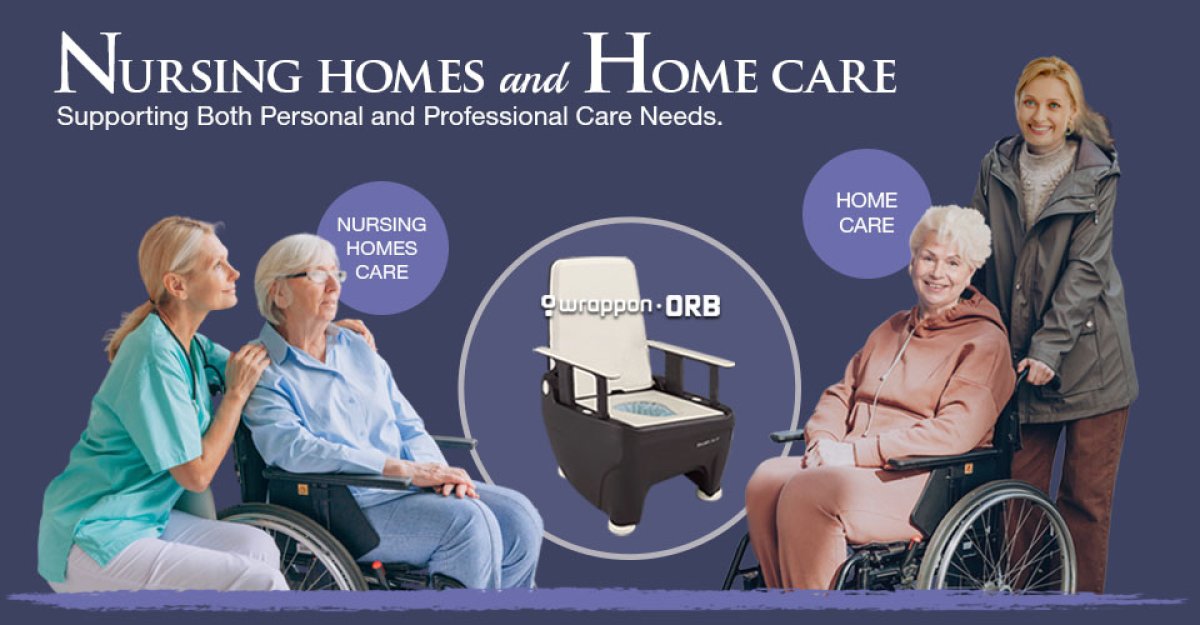 NURSING HOMES and HOME CARE
Supporting Both Personal and Professional Care Needs.
NURSING
HOMES
CARE
HOME
CARE
wrappon · ORB